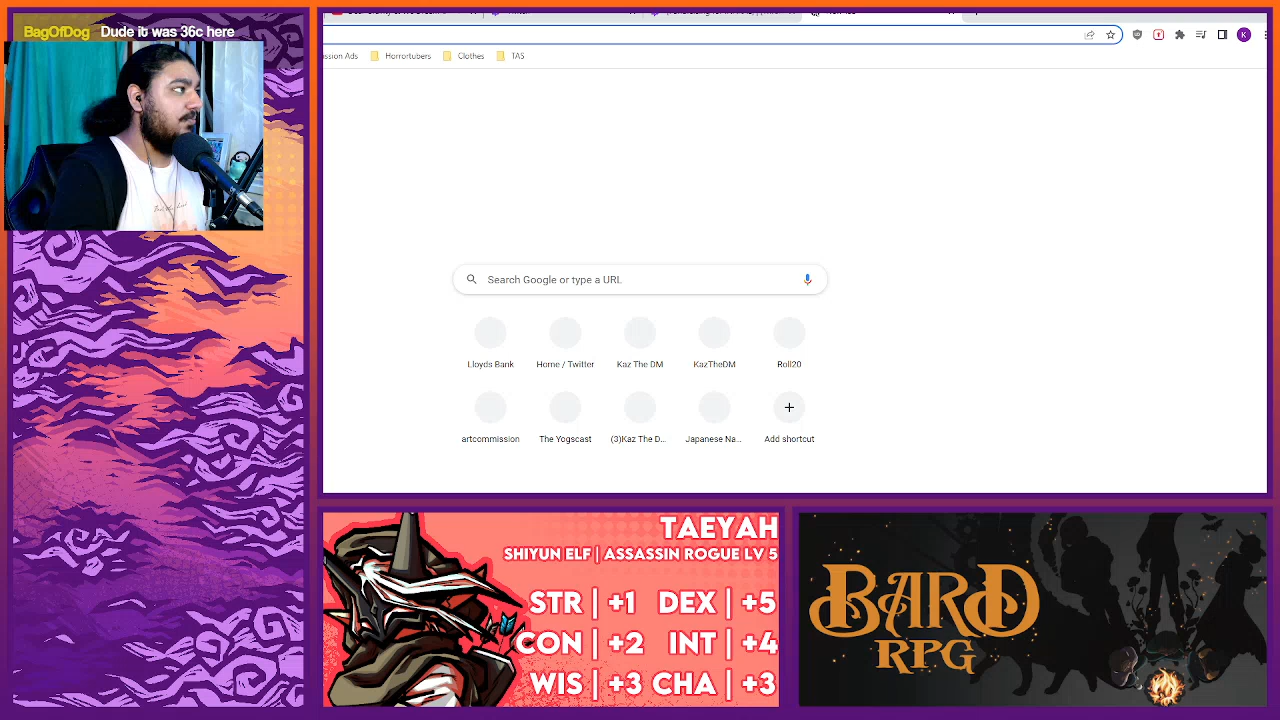 BagOfDog Dude it was 36c here
ssion Ads Horrortubers Clothes TAS
K
Search Google or type a URL
Lloyds Bank Home / Twitter Kaz The DM KazTheDM Roll20
artcommission The Yogscast (3)Kaz The D... Japanese Na... Add shortcut
TAEYAH
SHIYUN ELF | ASSASSIN ROGUE LV 5
STR | +1 DEX | +5
CON | +2 INT | +4
WIS | +3 CHA | +3
BARD
RPG